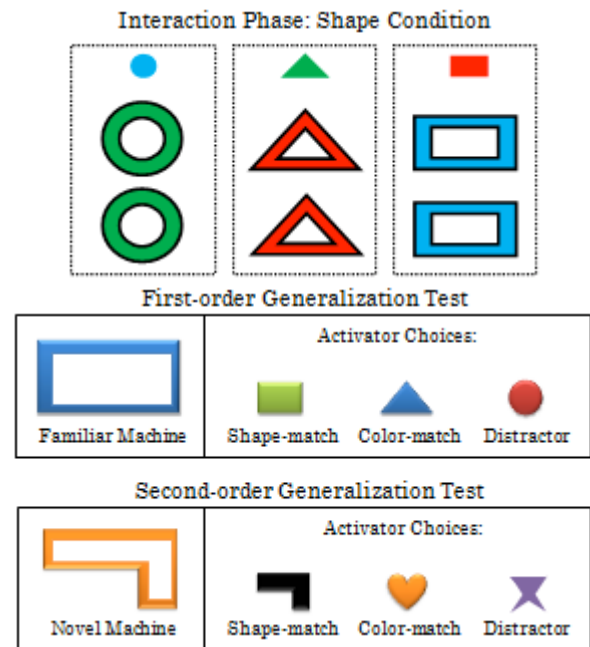 Interaction Phase: Shape Condition
First-order Generalization Test
Activator Choices:
Familiar Machine
Shape-match Color-match Distractor
Second-order Generalization Test
Activator Choices:
Novel Machine
Shape-match Color-match Distractor